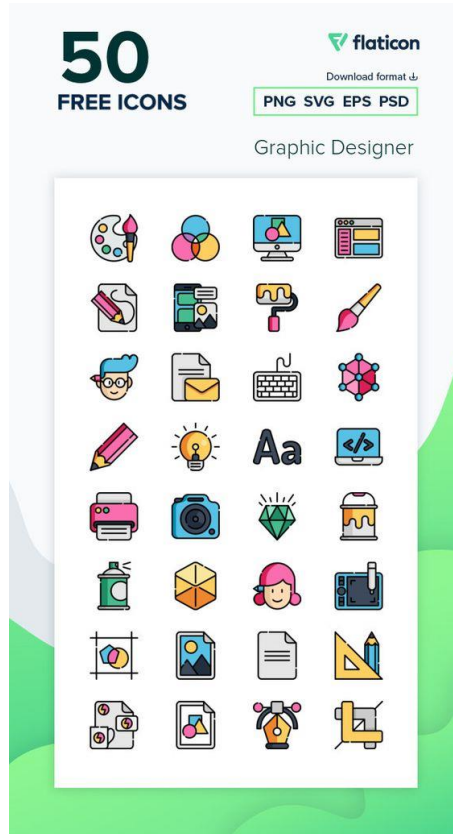 50
FREE ICONS
flaticon
Download format
PNG SVG EPS PSD
Graphic Designer
Aa
</>